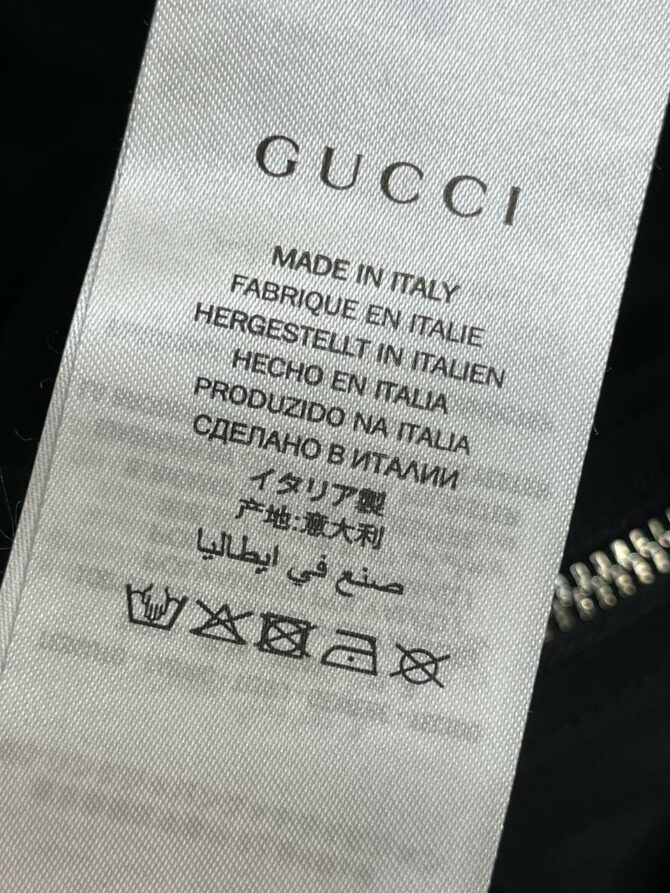 GUCCI
MADE IN ITALY
FABRIQUE EN ITALIE
HERGESTELLT IN ITALIEN
HECHO EN ITALIA
PRODUZIDO NA ITALIA
СДЕЛАНО В ИТАЛИИ
イタリア製
产地:意大利
صنع في ايطاليا